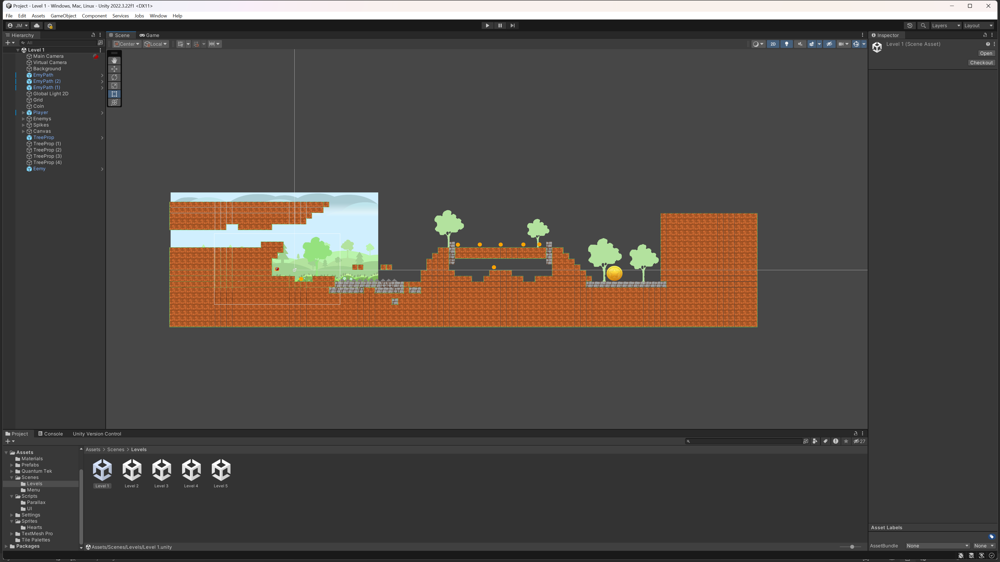 Project - Level 1 - Windows, Mac, Linux - Unity 2022.3.22f1 <DX11>
File Edit Assets GameObject Component Services Jobs Window Help
JM
Layers
Layout
Hierarchy
Scene
Game
Inspector
All
Center
Local
2D
Level 1 (Scene Asset)
Open
Checkout
Level 1
Main Camera
Virtual Camera
Background
EmyPath
EmyPath (2)
EmyPath (1)
Global Light 2D
Grid
Coin
Player
Enemys
Spikes
Canvas
TreeProp
TreeProp (1)
TreeProp (2)
TreeProp (3)
TreeProp (4)
Eemy
Project
Console
Unity Version Control
27
Assets
Materials
Prefabs
Quantum Tek
Scenes
Levels
Menu
Scripts
Parallax
UI
Settings
Sprites
Hearts
TextMesh Pro
Tile Palettes
Packages
Assets > Scenes > Levels
Level 1
Level 2
Level 3
Level 4
Level 5
Assets/Scenes/Levels/Level 1.unity
Asset Labels
AssetBundle
None
None